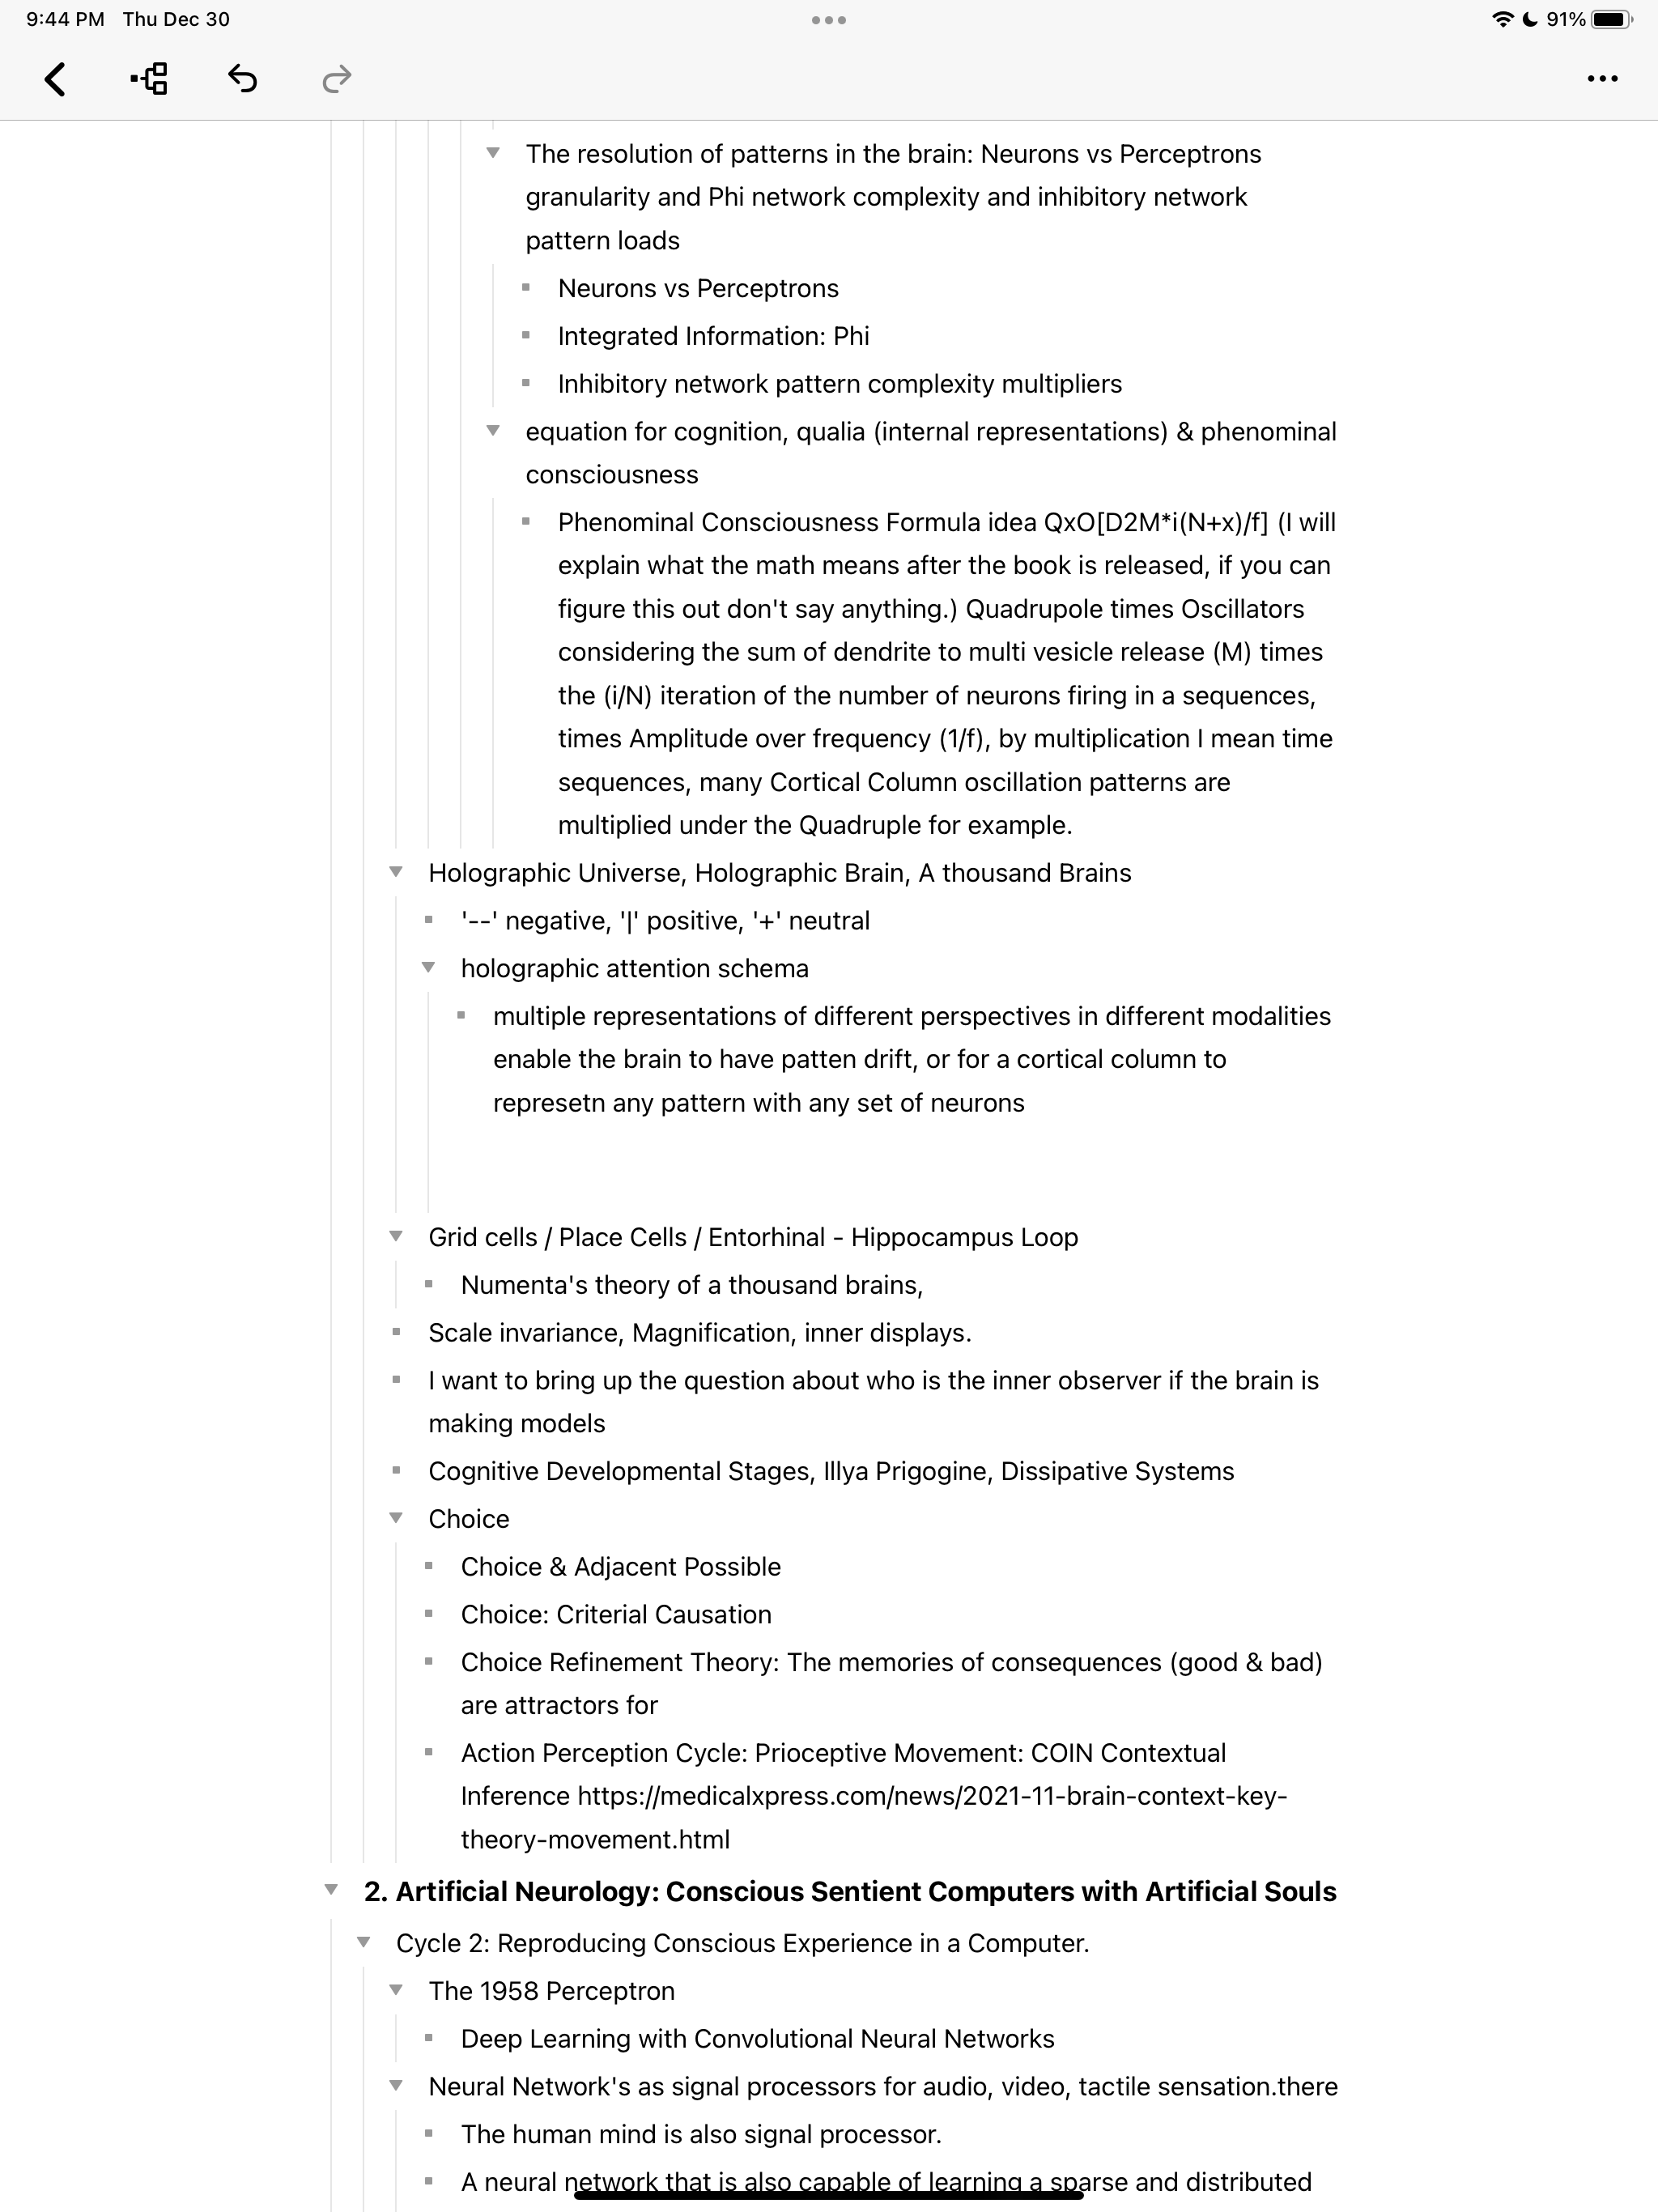 9:44 PM Thu Dec 30
91%
The resolution of patterns in the brain: Neurons vs Perceptrons
granularity and Phi network complexity and inhibitory network
pattern loads
Neurons vs Perceptrons
Integrated Information: Phi
Inhibitory network pattern complexity multipliers
equation for cognition, qualia (internal representations) & phenominal
consciousness
Phenominal Consciousness Formula idea QxO[D2M*i(N+x)/f] (I will
explain what the math means after the book is released, if you can
figure this out don't say anything.) Quadrupole times Oscillators
considering the sum of dendrite to multi vesicle release (M) times
the (i/N) iteration of the number of neurons firing in a sequences,
times Amplitude over frequency (1/f), by multiplication I mean time
sequences, many Cortical Column oscillation patterns are
multiplied under the Quadruple for example.
Holographic Universe, Holographic Brain, A thousand Brains
'--' negative, '|' positive, '+' neutral
holographic attention schema
multiple representations of different perspectives in different modalities
enable the brain to have patten drift, or for a cortical column to
represetn any pattern with any set of neurons
Grid cells / Place Cells / Entorhinal - Hippocampus Loop
Numenta's theory of a thousand brains,
Scale invariance, Magnification, inner displays.
I want to bring up the question about who is the inner observer if the brain is
making models
Cognitive Developmental Stages, Illya Prigogine, Dissipative Systems
Choice
Choice & Adjacent Possible
Choice: Criterial Causation
Choice Refinement Theory: The memories of consequences (good & bad)
are attractors for
Action Perception Cycle: Prioceptive Movement: COIN Contextual
Inference https://medicalxpress.com/news/2021-11-brain-context-key-
theory-movement.html
2. Artificial Neurology: Conscious Sentient Computers with Artificial Souls
Cycle 2: Reproducing Conscious Experience in a Computer.
The 1958 Perceptron
Deep Learning with Convolutional Neural Networks
Neural Network's as signal processors for audio, video, tactile sensation.there
The human mind is also signal processor.
A neural network that is also capable of learning a sparse and distributed